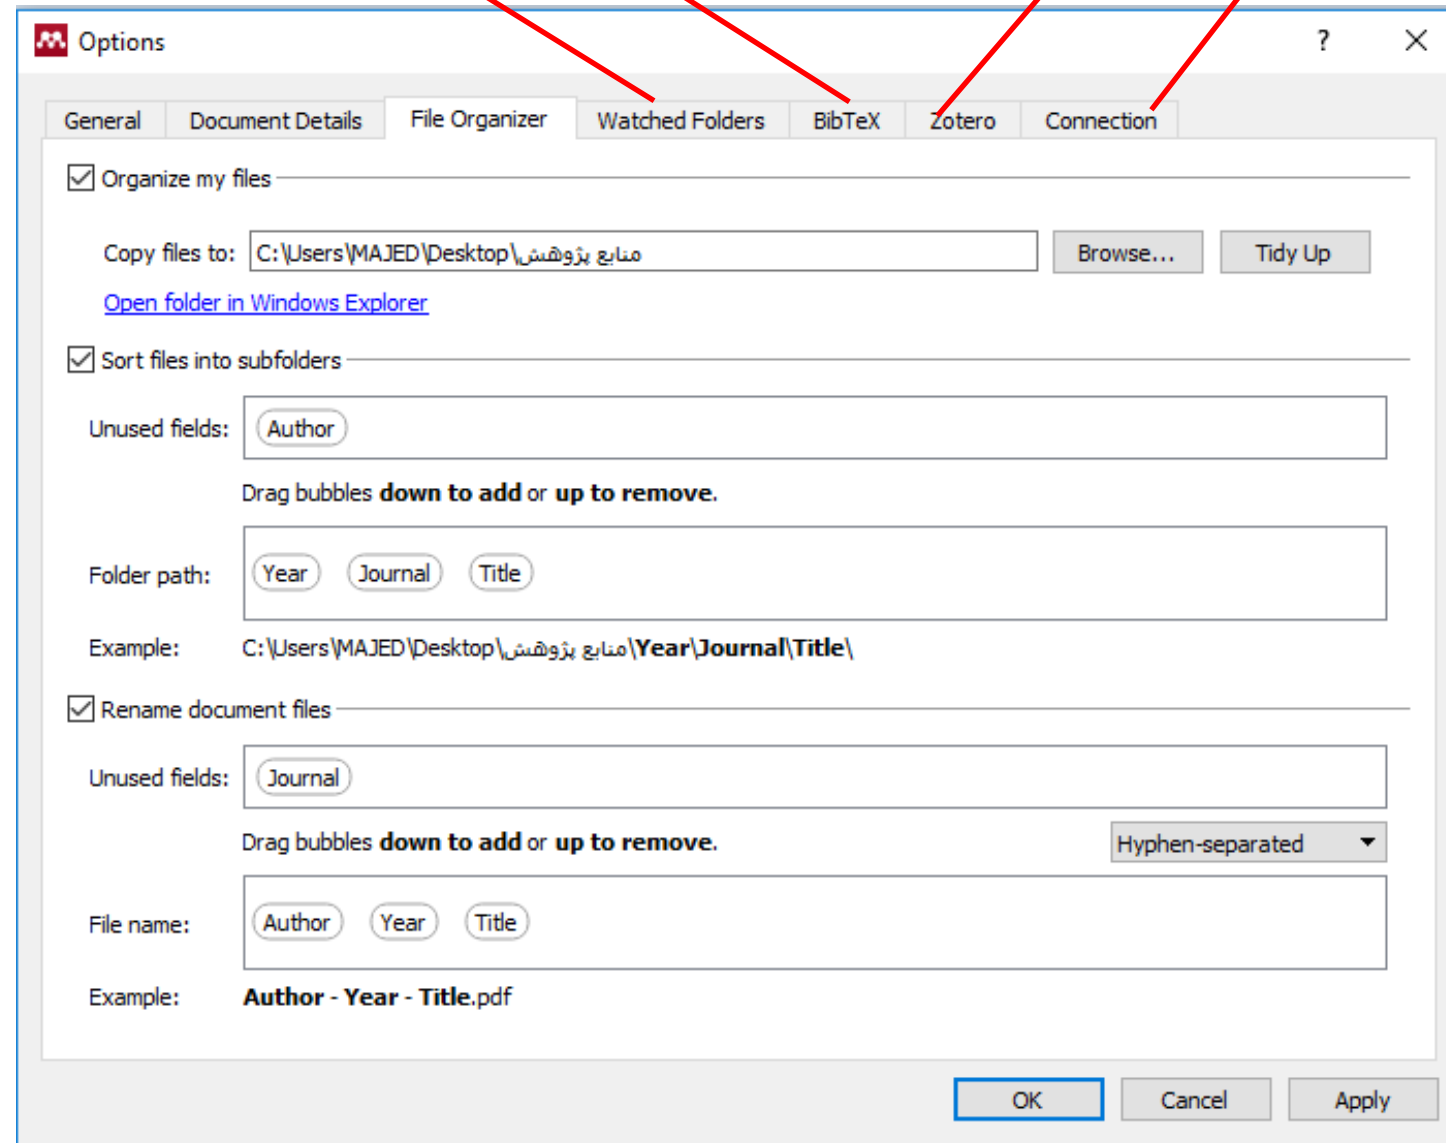 Options ?
General Document Details File Organizer Watched Folders BibTeX Zotero Connection
Organize my files
Copy files to: C:\Users\MAJED\Desktop\منابع پژوهش Browse... Tidy Up
Open folder in Windows Explorer
Sort files into subfolders
Unused fields: Author
Drag bubbles down to add or up to remove.
Folder path: Year Journal Title
Example: C:\Users\MAJED\Desktop\منابع پژوهش\Year\Journal\Title\
Rename document files
Unused fields: Journal
Drag bubbles down to add or up to remove. Hyphen-separated
File name: Author Year Title
Example: Author - Year - Title.pdf
OK Cancel Apply